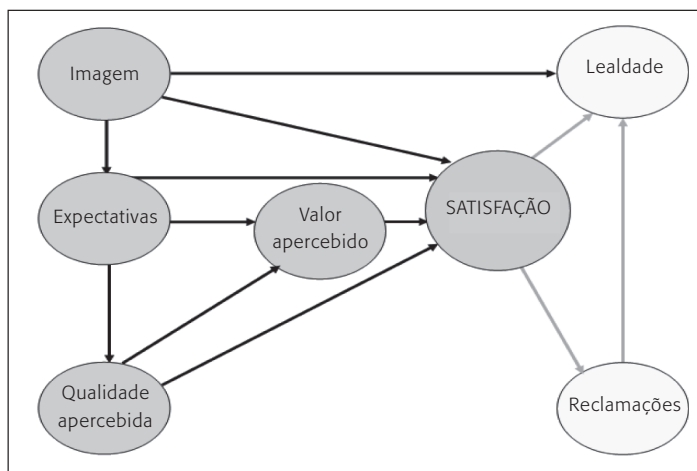 Imagem
Lealdade
Expectativas
Valor
apercebido
SATISFAÇÃO
Qualidade
apercebida
Reclamações